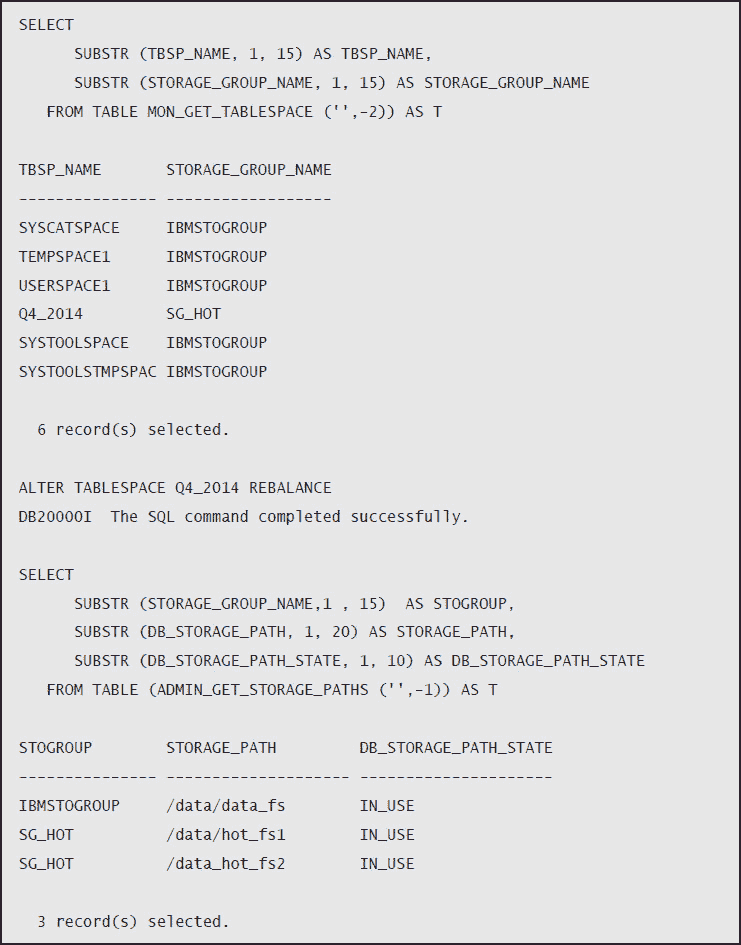 SELECT
SUBSTR (TBSP_NAME, 1, 15) AS TBSP_NAME,
SUBSTR (STORAGE_GROUP_NAME, 1, 15) AS STORAGE_GROUP_NAME
FROM TABLE MON_GET_TABLESPACE ('',-2)) AS T
TBSP_NAME STORAGE_GROUP_NAME
--------------- ------------------
SYSCATSPACE IBMSTOGROUP
TEMPSPACE1 IBMSTOGROUP
USERSPACE1 IBMSTOGROUP
Q4_2014 SG_HOT
SYSTOOLSPACE IBMSTOGROUP
SYSTOOLSTMPSPAC IBMSTOGROUP
6 record(s) selected.
ALTER TABLESPACE Q4_2014 REBALANCE
DB20000I The SQL command completed successfully.
SELECT
SUBSTR (STORAGE_GROUP_NAME,1 , 15) AS STOGROUP,
SUBSTR (DB_STORAGE_PATH, 1, 20) AS STORAGE_PATH,
SUBSTR (DB_STORAGE_PATH_STATE, 1, 10) AS DB_STORAGE_PATH_STATE
FROM TABLE (ADMIN_GET_STORAGE_PATHS ('',-1)) AS T
STOGROUP STORAGE_PATH DB_STORAGE_PATH_STATE
--------------- -------------------- ---------------------
IBMSTOGROUP /data/data_fs IN_USE
SG_HOT /data/hot_fs1 IN_USE
SG_HOT /data_hot_fs2 IN_USE
3 record(s) selected.